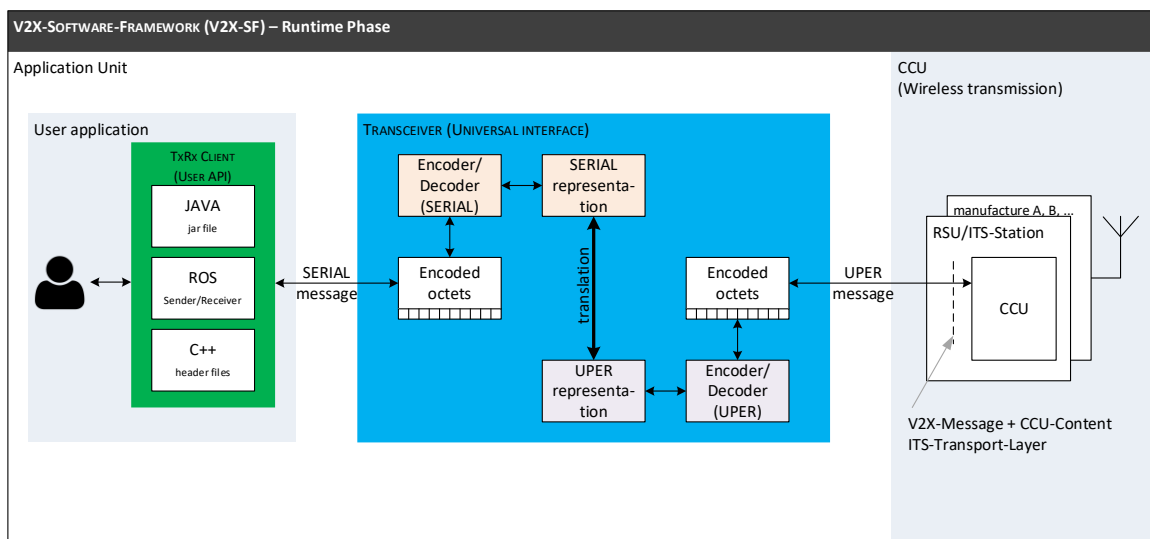 V2X-SOFTWARE-FRAMEWORK (V2X-SF) – Runtime Phase
Application Unit
CCU
(Wireless transmission)
User application
TXRX CLIENT
(USER API)
JAVA
jar file
ROS
Sender/Receiver
C++
header files
SERIAL
message
TRANSCEIVER (UNIVERSAL INTERFACE)
Encoder/
Decoder
(SERIAL)
SERIAL
representa-
tion
Encoded
octets
translation
Encoded
octets
UPER
representa-
tion
Encoder/
Decoder
(UPER)
UPER
message
manufacture A, B, ...
RSU/ITS-Station
CCU
V2X-Message + CCU-Content
ITS-Transport-Layer